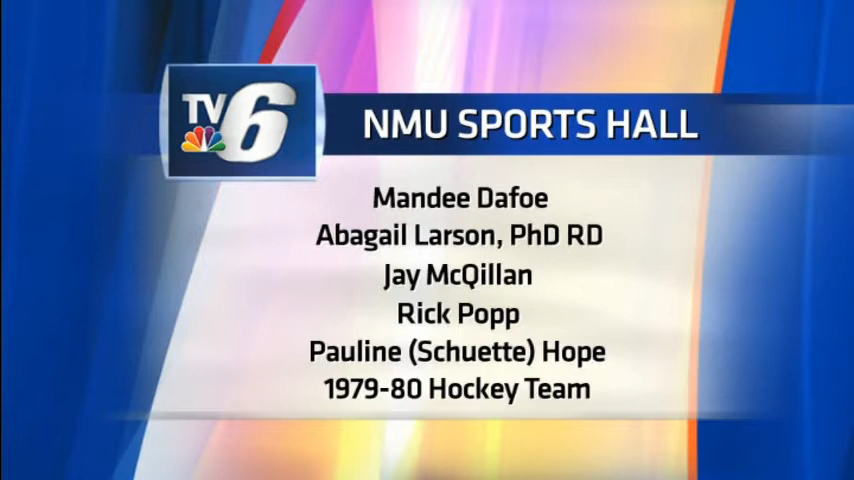 TV6
NMU SPORTS HALL
Mandee Dafoe
Abagail Larson, PhD RD
Jay McQillan
Rick Popp
Pauline (Schuette) Hope
1979-80 Hockey Team